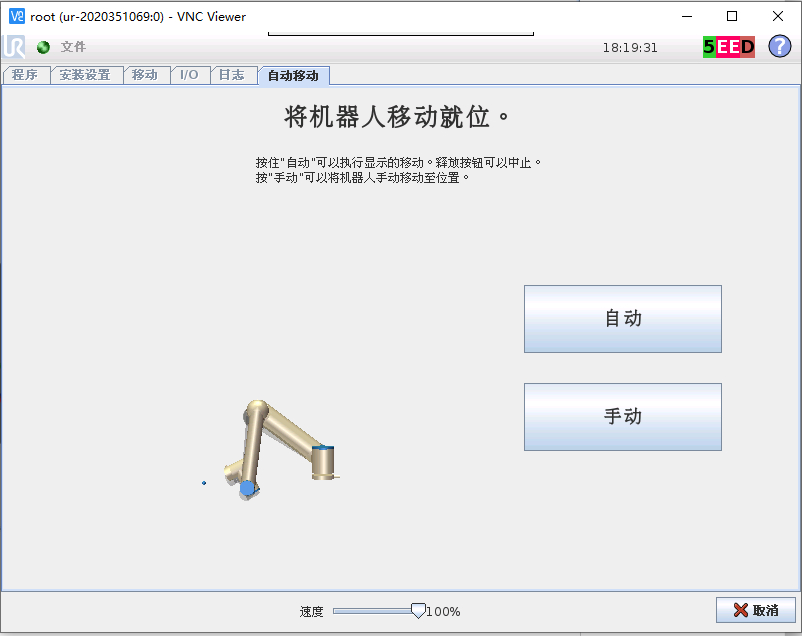 root (ur-2020351069:0) - VNC Viewer
文件
18:19:31
5EED
?
程序 安装设置 移动 I/O 日志 自动移动
将机器人移动就位。
按住"自动"可以执行显示的移动。释放按钮可以中止。
按"手动"可以将机器人手动移动至位置。
自动
手动
速度 100%
取消